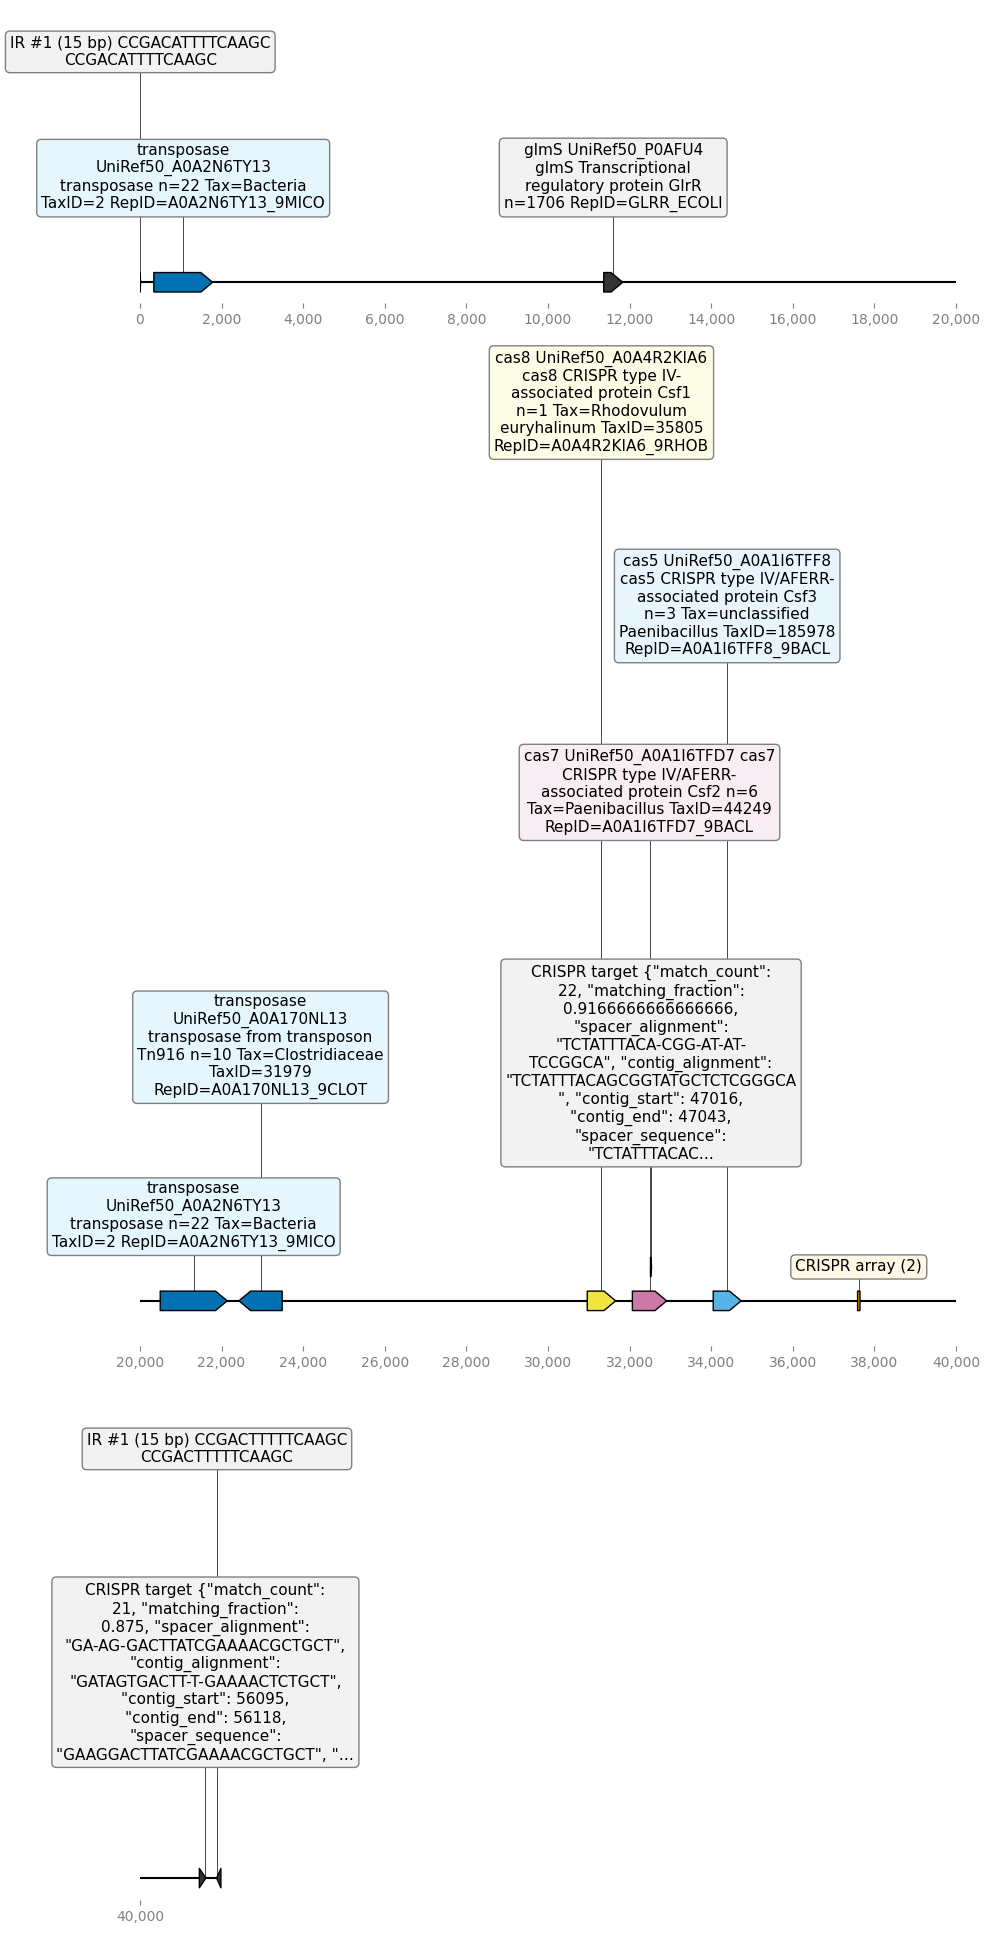 IR #1 (15 bp) CCGACATTTTCAAGC
CCGACATTTTCAAGC
transposase
UniRef50_A0A2N6TY13
transposase n=22 Tax=Bacteria
TaxID=2 RepID=A0A2N6TY13_9MICO
glmS UniRef50_P0AFU4
glmS Transcriptional
regulatory protein GlrR
n=1706 RepID=GLRR_ECOLI
0
2,000
4,000
6,000
8,000
10,000
12,000
14,000
16,000
18,000
20,000
cas8 UniRef50_A0A4R2KIA6
cas8 CRISPR type IV-
associated protein Csf1
n=1 Tax=Rhodovulum
euryhalinum TaxID=35805
RepID=A0A4R2KIA6_9RHOB
cas5 UniRef50_A0A1I6TFF8
cas5 CRISPR type IV/AFERR-
associated protein Csf3
n=3 Tax=unclassified
Paenibacillus TaxID=185978
RepID=A0A1I6TFF8_9BACL
cas7 UniRef50_A0A1I6TFD7 cas7
CRISPR type IV/AFERR-
associated protein Csf2 n=6
Tax=Paenibacillus TaxID=44249
RepID=A0A1I6TFD7_9BACL
CRISPR target {"match_count":
22, "matching_fraction":
0.9166666666666666,
"spacer_alignment":
"TCTATTTACA-CGG-AT-AT-
TCCGGCA", "contig_alignment":
"TCTATTTACAGCGGTATGCTCTCGGGCA
", "contig_start": 47016,
"contig_end": 47043,
"spacer_sequence":
"TCTATTTACAC...
transposase
UniRef50_A0A170NL13
transposase from transposon
Tn916 n=10 Tax=Clostridiaceae
TaxID=31979
RepID=A0A170NL13_9CLOT
transposase
UniRef50_A0A2N6TY13
transposase n=22 Tax=Bacteria
TaxID=2 RepID=A0A2N6TY13_9MICO
CRISPR array (2)
20,000
22,000
24,000
26,000
28,000
30,000
32,000
34,000
36,000
38,000
40,000
IR #1 (15 bp) CCGACTTTTTCAAGC
CCGACTTTTTCAAGC
CRISPR target {"match_count":
21, "matching_fraction":
0.875, "spacer_alignment":
"GA-AG-GACTTATCGAAAACGCTGCT",
"contig_alignment":
"GATAGTGACTT-T-GAAAACTCTGCT",
"contig_start": 56095,
"contig_end": 56118,
"spacer_sequence":
"GAAGGACTTATCGAAAACGCTGCT", "...
40,000